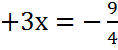 +3x = − 9/4